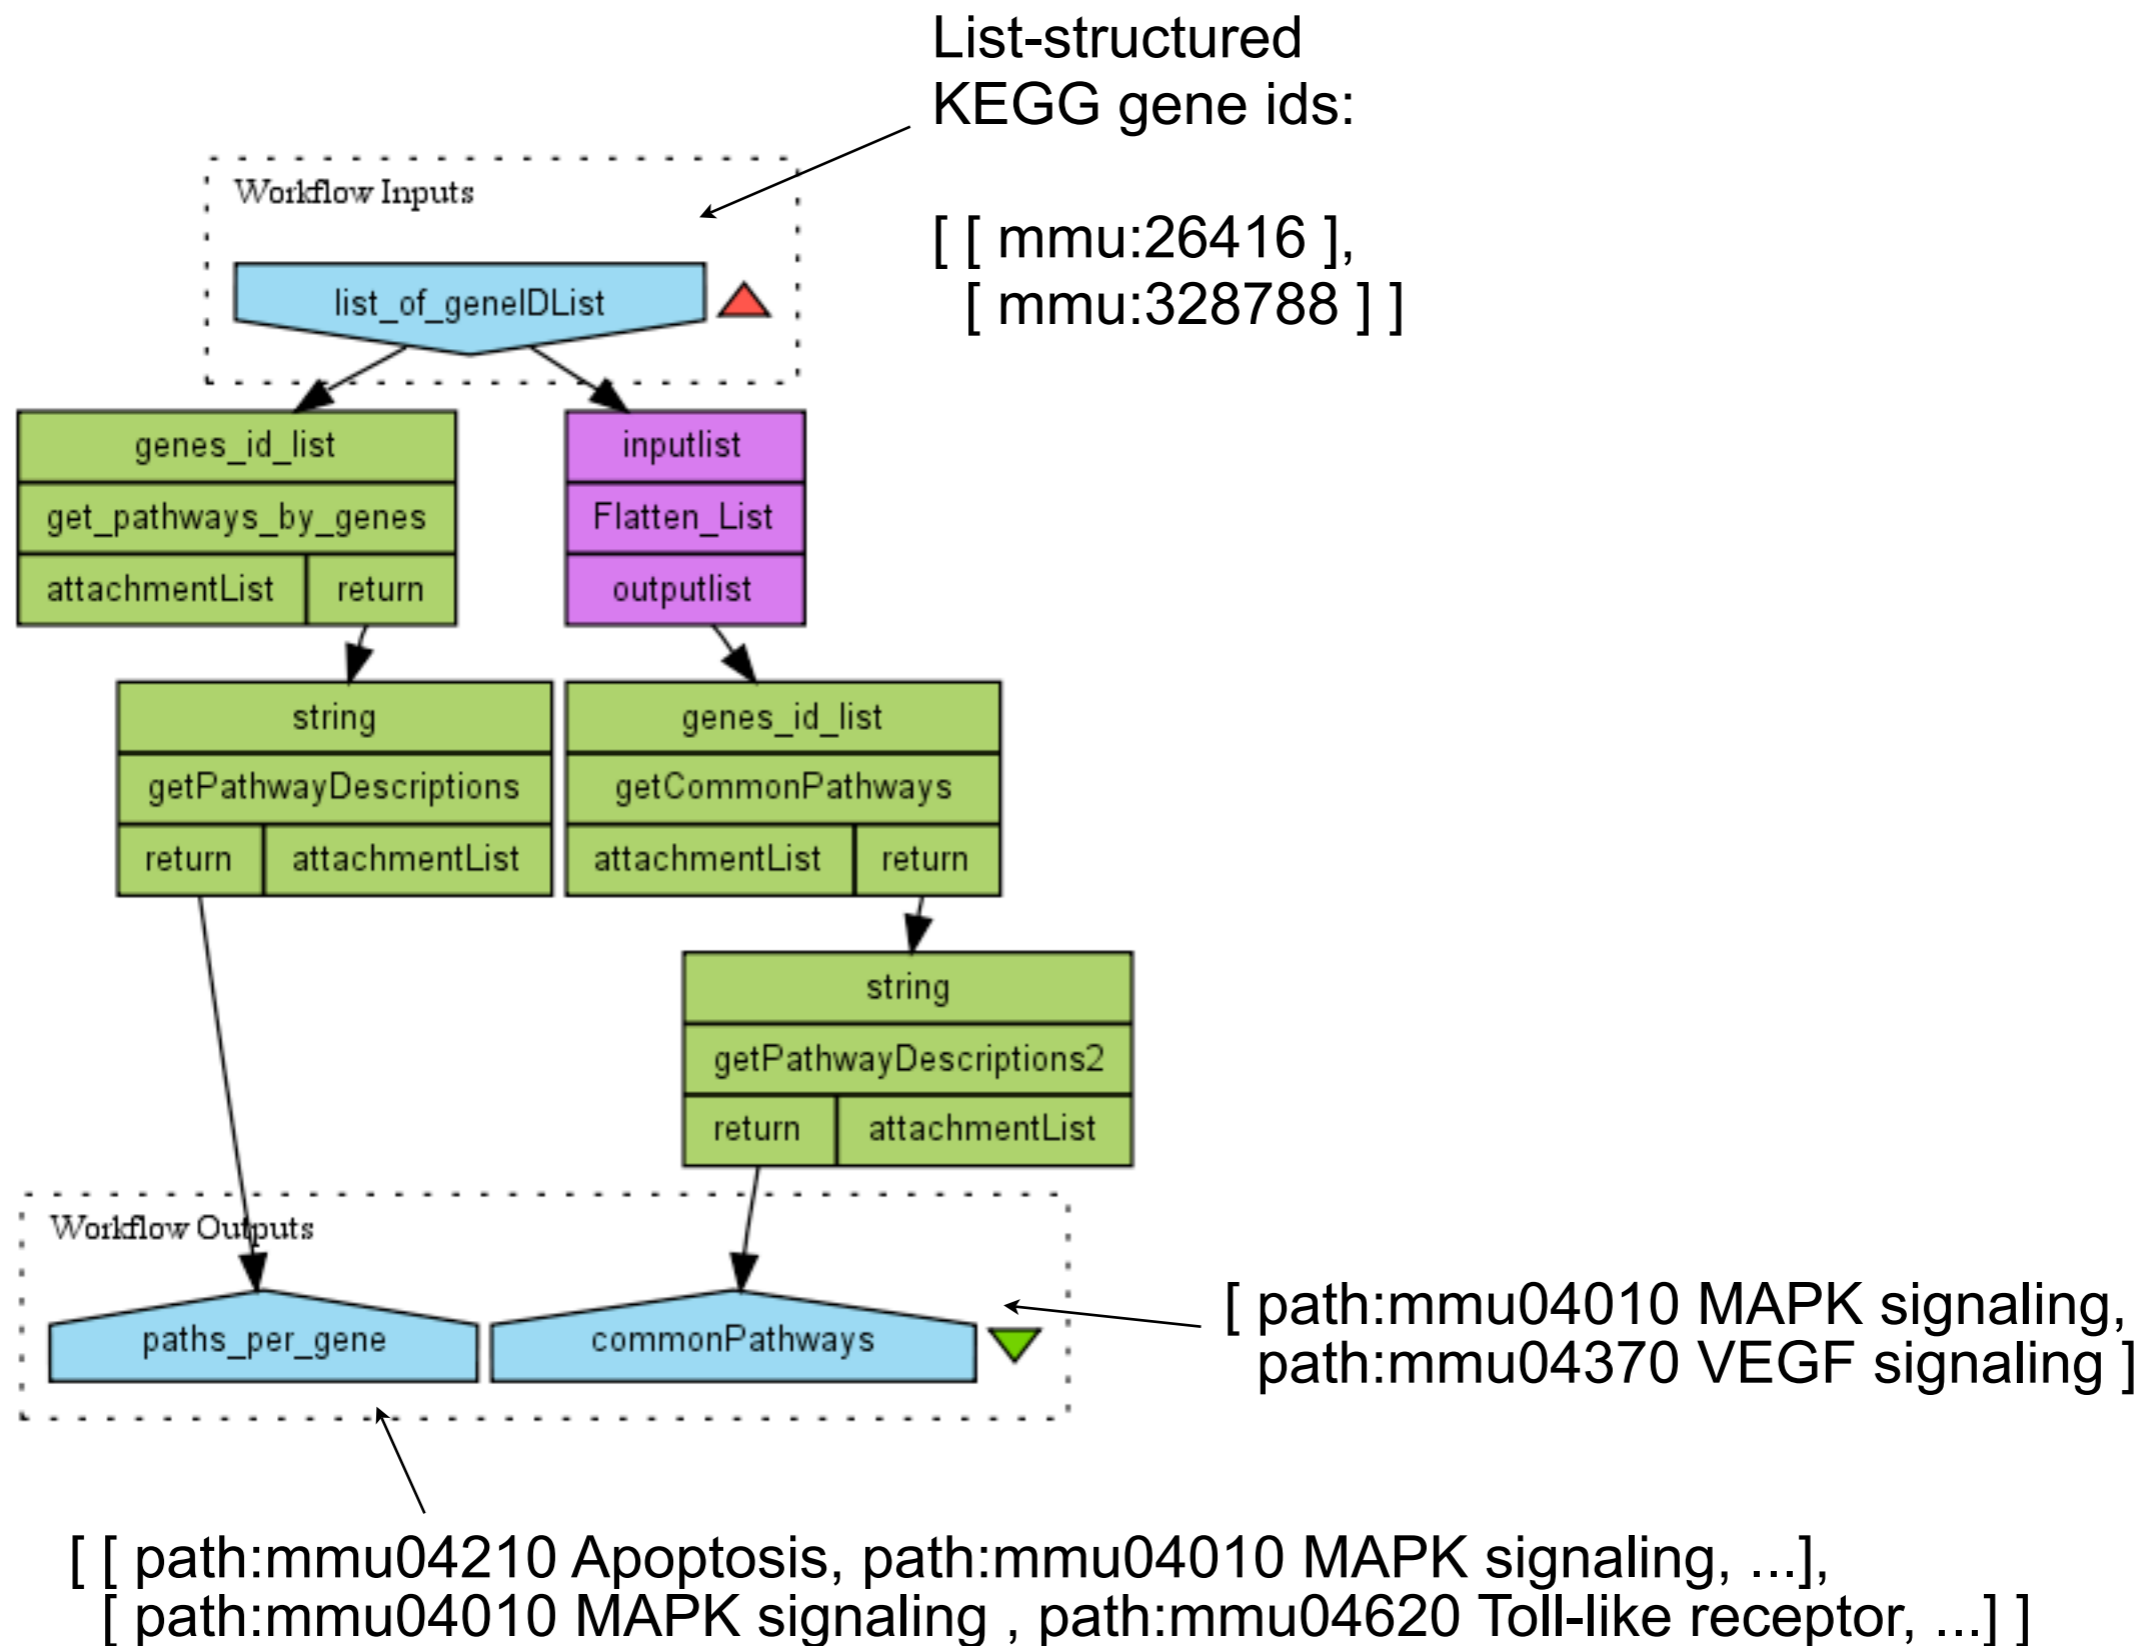 List-structured
KEGG gene ids:
[ [ mmu:26416 ],
[ mmu:328788 ] ]
Workflow Inputs
list_of_geneIDList
genes_id_list
get_pathways_by_genes
attachmentList return
inputlist
Flatten_List
outputlist
string
getPathwayDescriptions
return attachmentList
genes_id_list
getCommonPathways
attachmentList return
string
getPathwayDescriptions2
return attachmentList
Workflow Outputs
paths_per_gene
commonPathways
[ path:mmu04010 MAPK signaling,
path:mmu04370 VEGF signaling ]
[ [ path:mmu04210 Apoptosis, path:mmu04010 MAPK signaling, ...],
[ path:mmu04010 MAPK signaling , path:mmu04620 Toll-like receptor, ...] ]